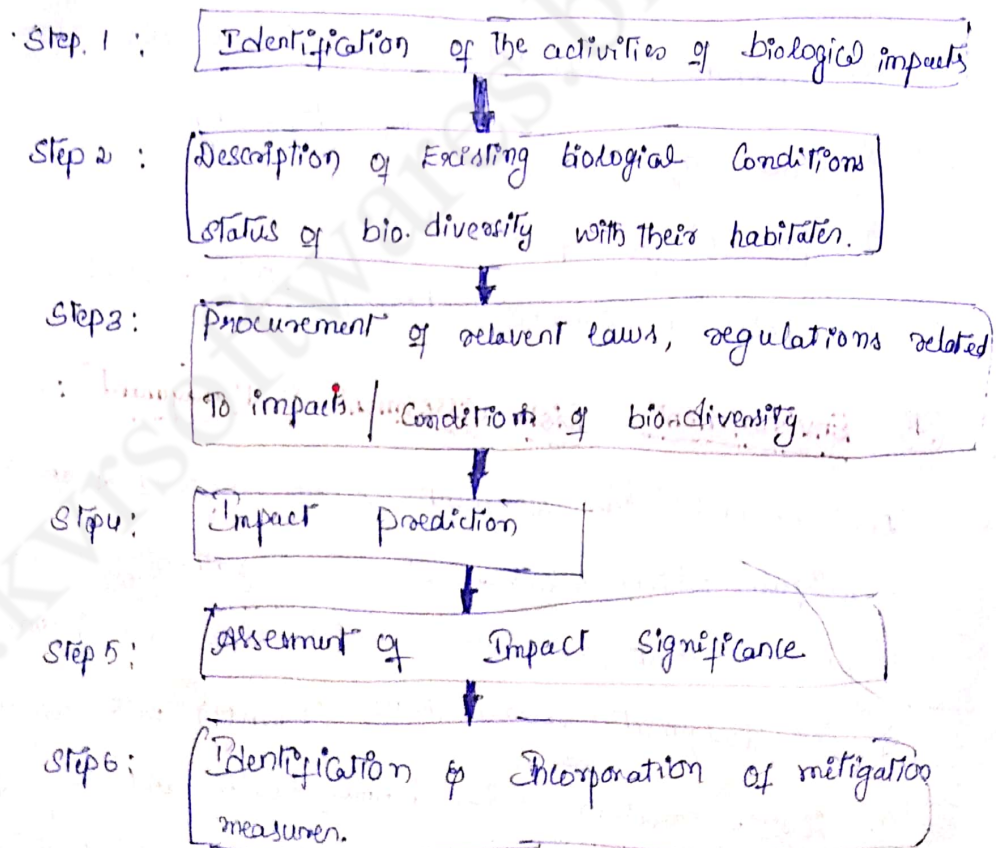 Step. 1 : Identification of the activities of biological impacts
Step 2 : Description of Existing biological Conditions
status of bio. diversity with their habitates.
Step3 : Procurement of relavent laws, regulations related
: To impacts. / Conditions of bio.diversity
Step4 : Impact prediction
Step 5 : Assesment of Impact Significance
Step6 : Identification & Incorporation of mitigation
measures.